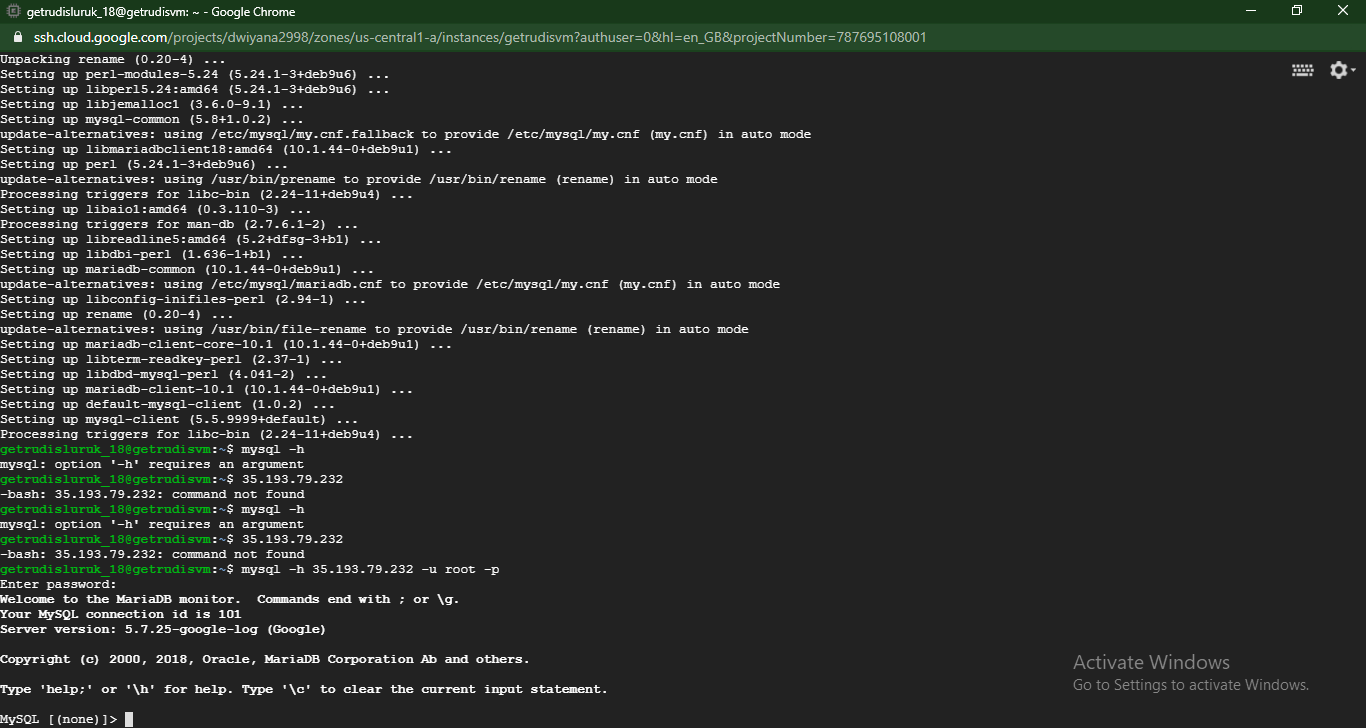 getrudisluruk_18@getrudisvm: ~ - Google Chrome
ssh.cloud.google.com/projects/dwiyana2998/zones/us-central1-a/instances/getrudisvm?authuser=0&hl=en_GB&projectNumber=787695108001
Unpacking rename (0.20-4) ...
Setting up perl-modules-5.24 (5.24.1-3+deb9u6) ...
Setting up libperl5.24:amd64 (5.24.1-3+deb9u6) ...
Setting up libjemalloc1 (3.6.0-9.1) ...
Setting up mysql-common (5.8+1.0.2) ...
update-alternatives: using /etc/mysql/my.cnf.fallback to provide /etc/mysql/my.cnf (my.cnf) in auto mode
Setting up libmariadbclient18:amd64 (10.1.44-0+deb9u1) ...
Setting up perl (5.24.1-3+deb9u6) ...
update-alternatives: using /usr/bin/prename to provide /usr/bin/rename (rename) in auto mode
Processing triggers for libc-bin (2.24-11+deb9u4) ...
Setting up libaio1:amd64 (0.3.110-3) ...
Processing triggers for man-db (2.7.6.1-2) ...
Setting up libreadline5:amd64 (5.2+dfsg-3+b1) ...
Setting up libdbi-perl (1.636-1+b1) ...
Setting up mariadb-common (10.1.44-0+deb9u1) ...
update-alternatives: using /etc/mysql/mariadb.cnf to provide /etc/mysql/my.cnf (my.cnf) in auto mode
Setting up libconfig-inifiles-perl (2.94-1) ...
Setting up rename (0.20-4) ...
update-alternatives: using /usr/bin/file-rename to provide /usr/bin/rename (rename) in auto mode
Setting up mariadb-client-core-10.1 (10.1.44-0+deb9u1) ...
Setting up libterm-readkey-perl (2.37-1) ...
Setting up libdbd-mysql-perl (4.041-2) ...
Setting up mariadb-client-10.1 (10.1.44-0+deb9u1) ...
Setting up default-mysql-client (1.0.2) ...
Setting up mysql-client (5.5.9999+default) ...
Processing triggers for libc-bin (2.24-11+deb9u4) ...
getrudisluruk_18@getrudisvm:~$ mysql -h
mysql: option '-h' requires an argument
getrudisluruk_18@getrudisvm:~$ 35.193.79.232
-bash: 35.193.79.232: command not found
getrudisluruk_18@getrudisvm:~$ mysql -h
mysql: option '-h' requires an argument
getrudisluruk_18@getrudisvm:~$ 35.193.79.232
-bash: 35.193.79.232: command not found
getrudisluruk_18@getrudisvm:~$ mysql -h 35.193.79.232 -u root -p
Enter password:
Welcome to the MariaDB monitor.  Commands end with ; or \g.
Your MySQL connection id is 101
Server version: 5.7.25-google-log (Google)
Copyright (c) 2000, 2018, Oracle, MariaDB Corporation Ab and others.
Type 'help;' or '\h' for help. Type '\c' to clear the current input statement.
MySQL [(none)]>
Activate Windows
Go to Settings to activate Windows.